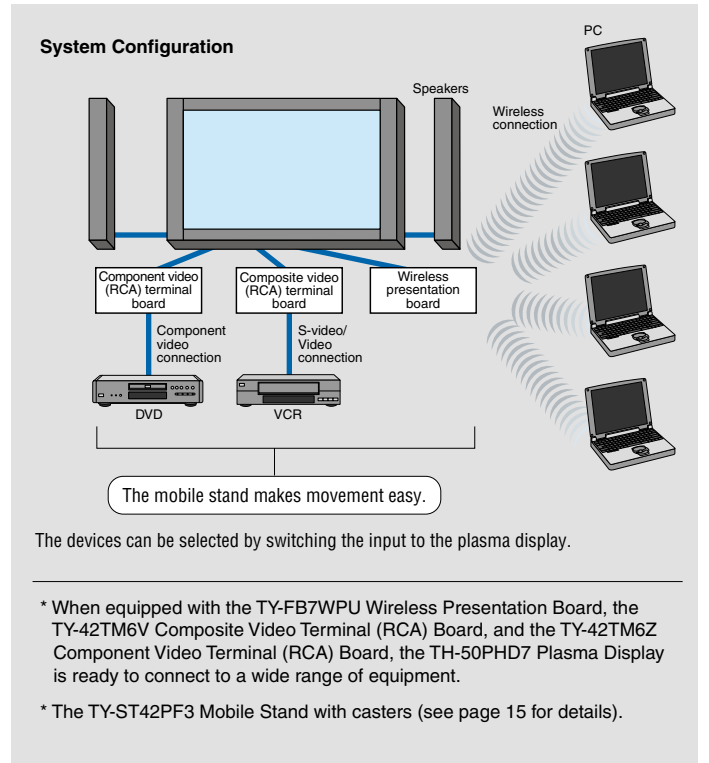 System Configuration
PC
Speakers
Wireless
connection
Component video
(RCA) terminal
board
Composite video
(RCA) terminal
board
Wireless
presentation
board
Component
video
connection
S-video/
Video
connection
DVD
VCR
The mobile stand makes movement easy.
The devices can be selected by switching the input to the plasma display.
* When equipped with the TY-FB7WPU Wireless Presentation Board, the
TY-42TM6V Composite Video Terminal (RCA) Board, and the TY-42TM6Z
Component Video Terminal (RCA) Board, the TH-50PHD7 Plasma Display
is ready to connect to a wide range of equipment.
* The TY-ST42PF3 Mobile Stand with casters (see page 15 for details).